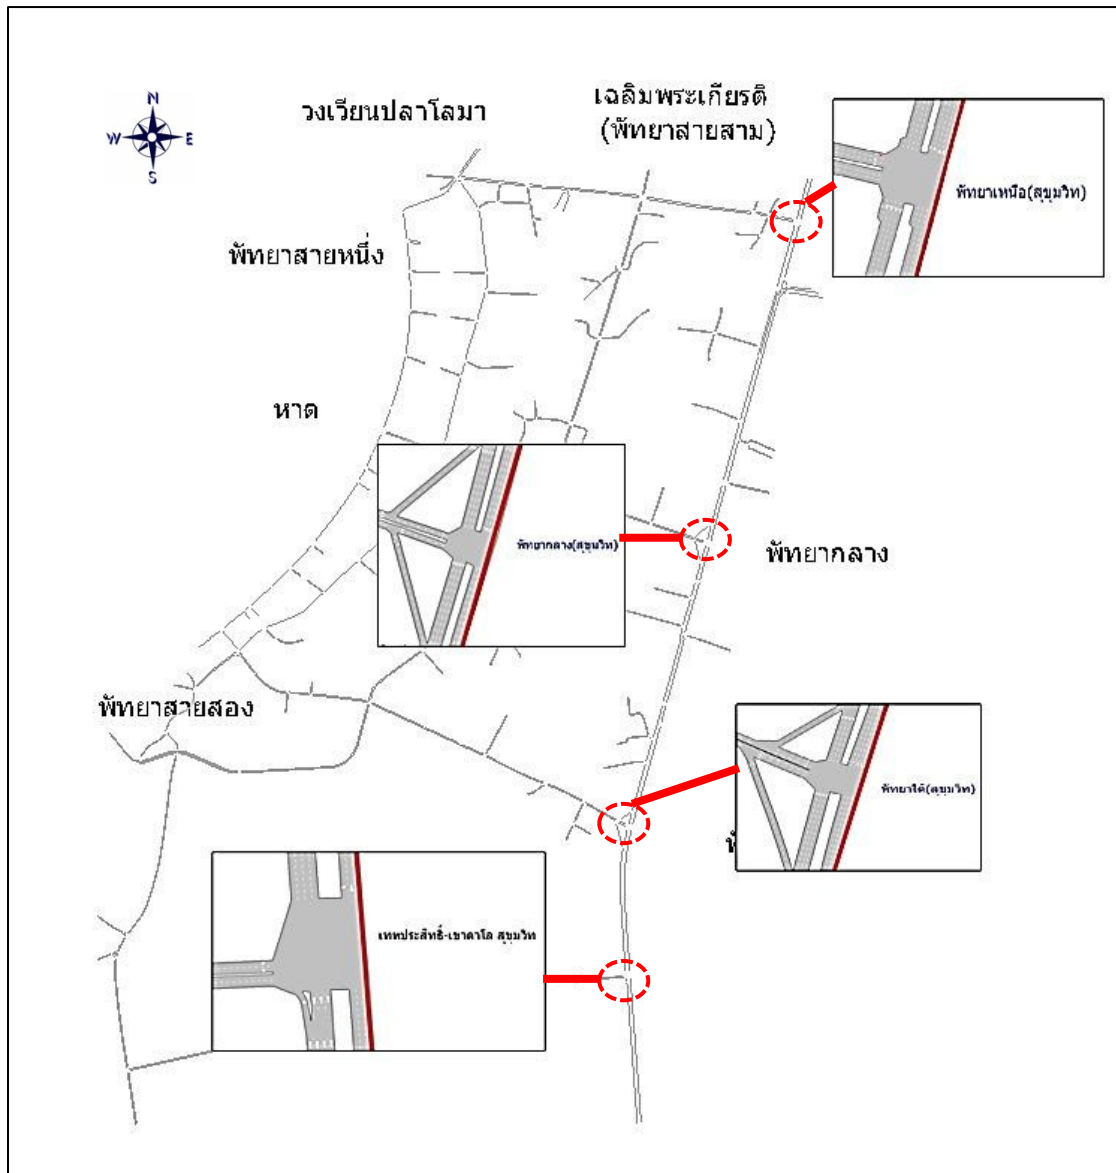 N
W E
S
วงเวียนปลาโลมา
เฉลิมพระเกียรติ
(พัทยาสายสาม)
พัทยาเหนือ(สุขุมวิท)
พัทยาสายหนึ่ง
หาด
พัทยากลาง(สุขุมวิท)
พัทยากลาง
พัทยาสายสอง
พัทยาใต้(สุขุมวิท)
เทพประสิทธิ์-เขาตาโล สุขุมวิท